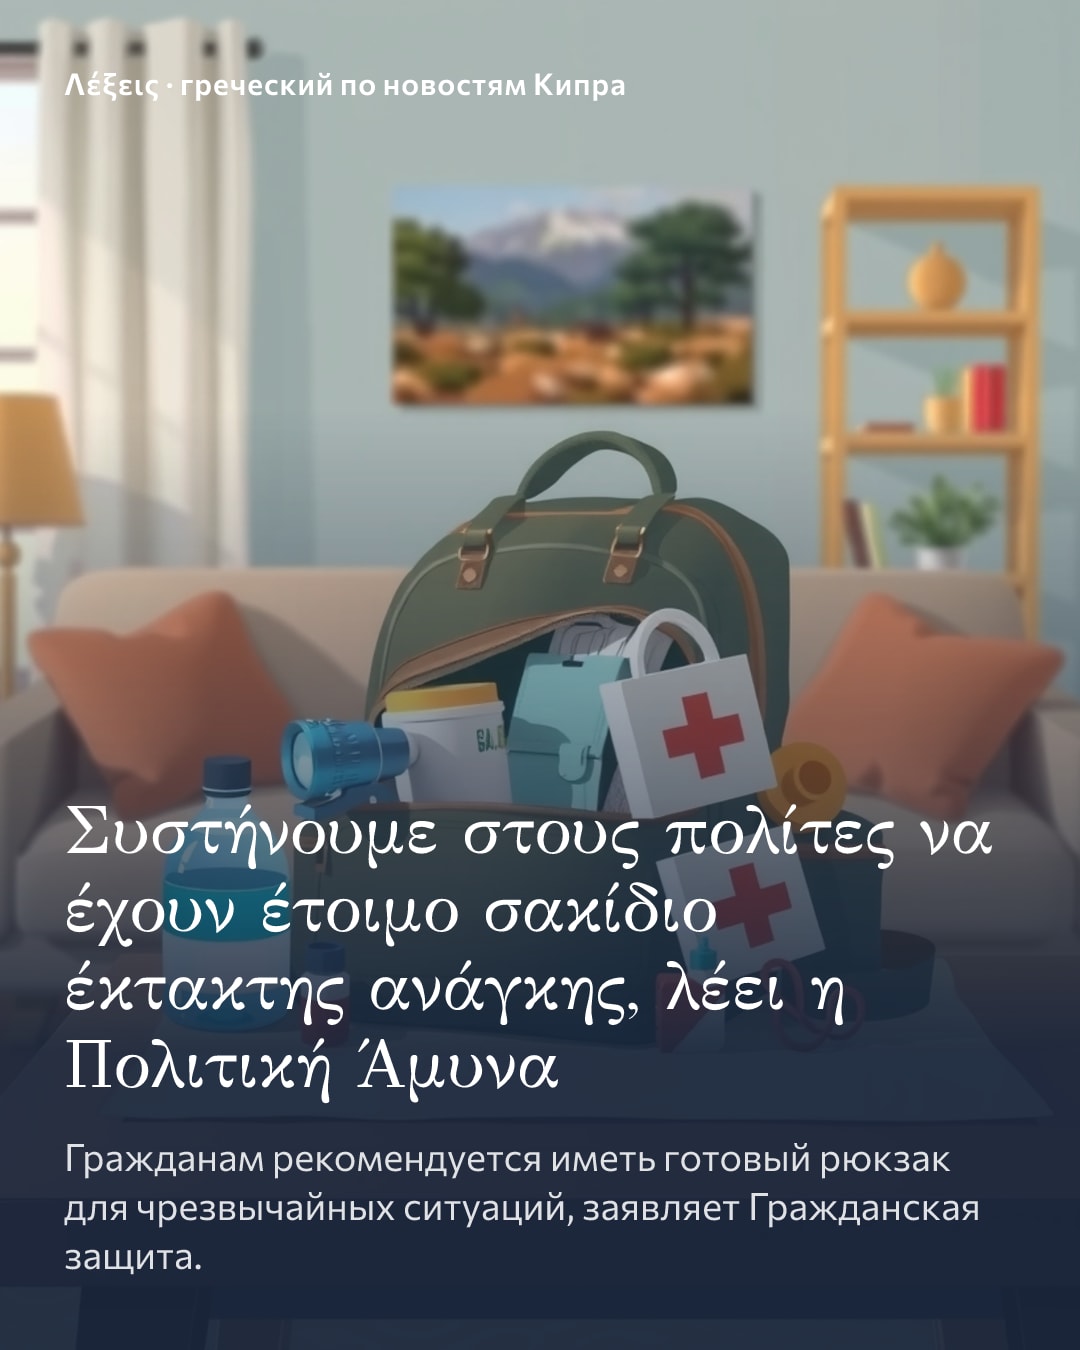 Λέξεις · греческий по новостям Кипра
Συστήνουμε στους πολίτες να
έχουν έτοιμο σακίδιο
έκτακτης ανάγκης, λέει η
Πολιτική Άμυνα
Гражданам рекомендуется иметь готовый рюкзак
для чрезвычайных ситуаций, заявляет Гражданская
защита.